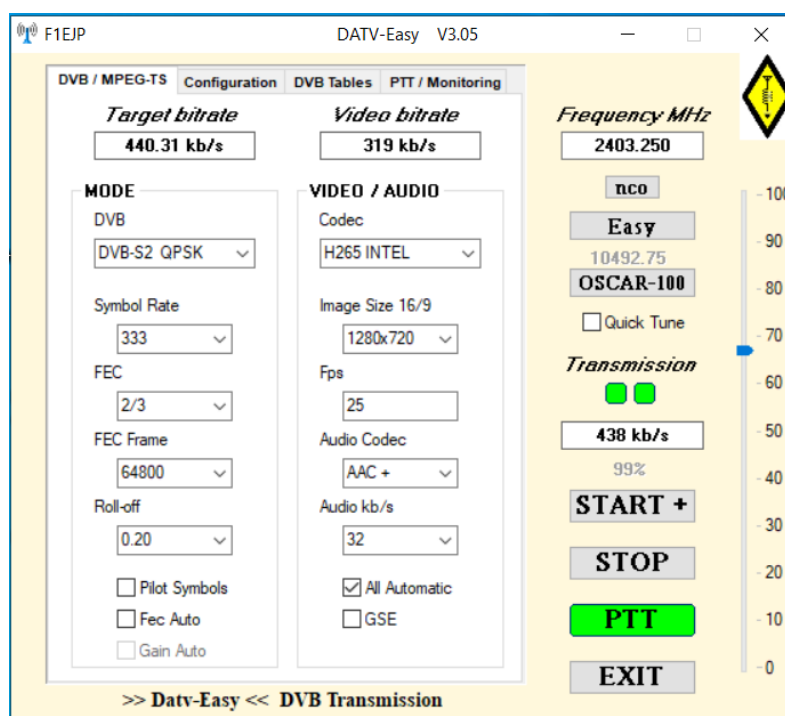 F1EJP DATV-Easy V3.05
DVB / MPEG-TS Configuration DVB Tables PTT / Monitoring
Target bitrate Video bitrate
440.31 kb/s 319 kb/s
MODE
DVB
DVB-S2 QPSK
Symbol Rate
333
FEC
2/3
FEC Frame
64800
Roll-off
0.20
Pilot Symbols
Fec Auto
Gain Auto
VIDEO / AUDIO
Codec
H265 INTEL
Image Size 16/9
1280x720
Fps
25
Audio Codec
AAC +
Audio kb/s
32
All Automatic
GSE
>> Datv-Easy << DVB Transmission
Frequency MHz
2403.250
nco
Easy
10492.75
OSCAR-100
Quick Tune
Transmission
438 kb/s
99%
START +
STOP
PTT
EXIT
- 100
- 90
- 80
- 70
- 60
- 50
- 40
- 30
- 20
- 10
-0